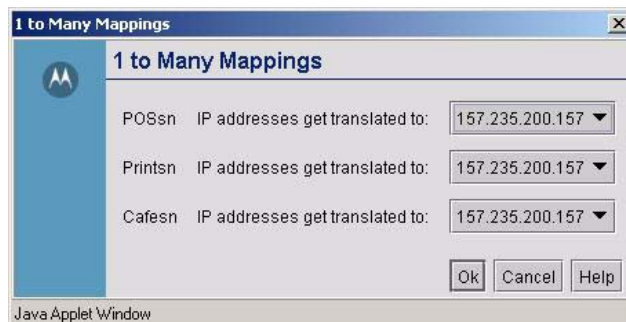 1 to Many Mappings
1 to Many Mappings
POSsn IP addresses get translated to: 157.235.200.157
Printsn IP addresses get translated to: 157.235.200.157
Cafesn IP addresses get translated to: 157.235.200.157
Ok Cancel Help
Java Applet Window